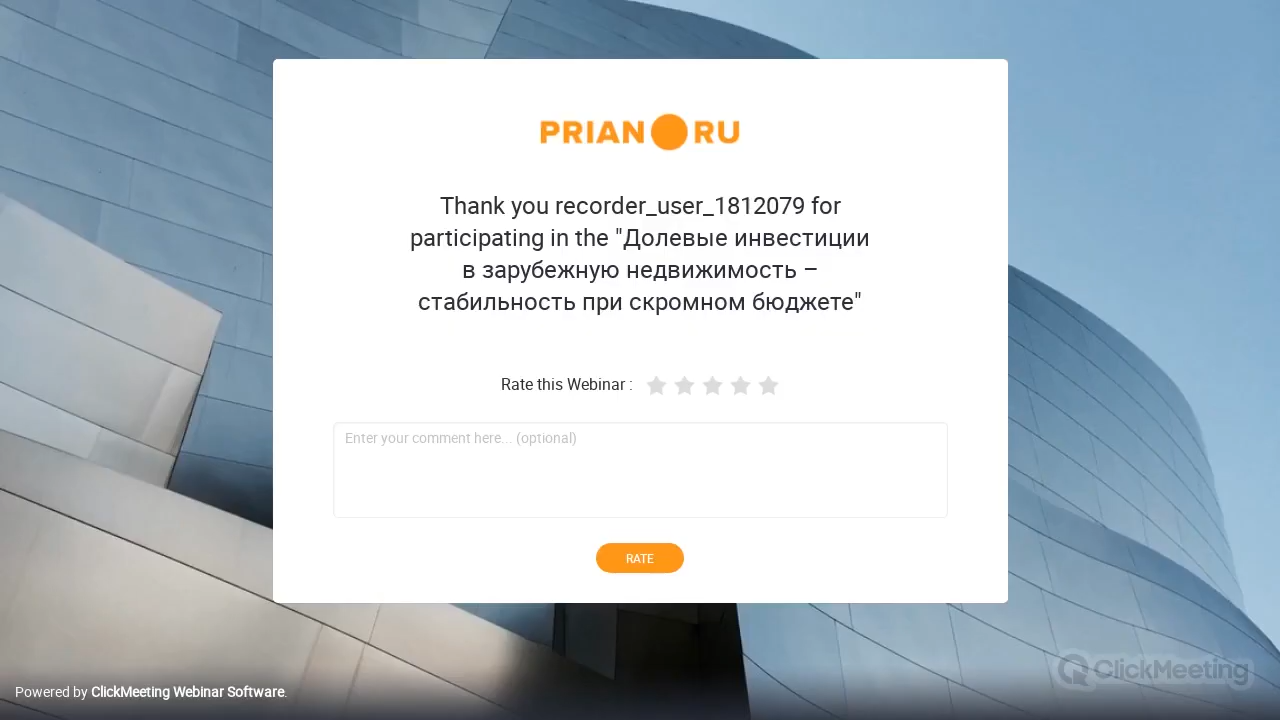 PRIAN RU
Thank you recorder_user_1812079 for
participating in the "Долевые инвестиции
в зарубежную недвижимость –
стабильность при скромном бюджете"
Rate this Webinar :
Enter your comment here... (optional)
RATE
ClickMeeting
Powered by ClickMeeting Webinar Software.